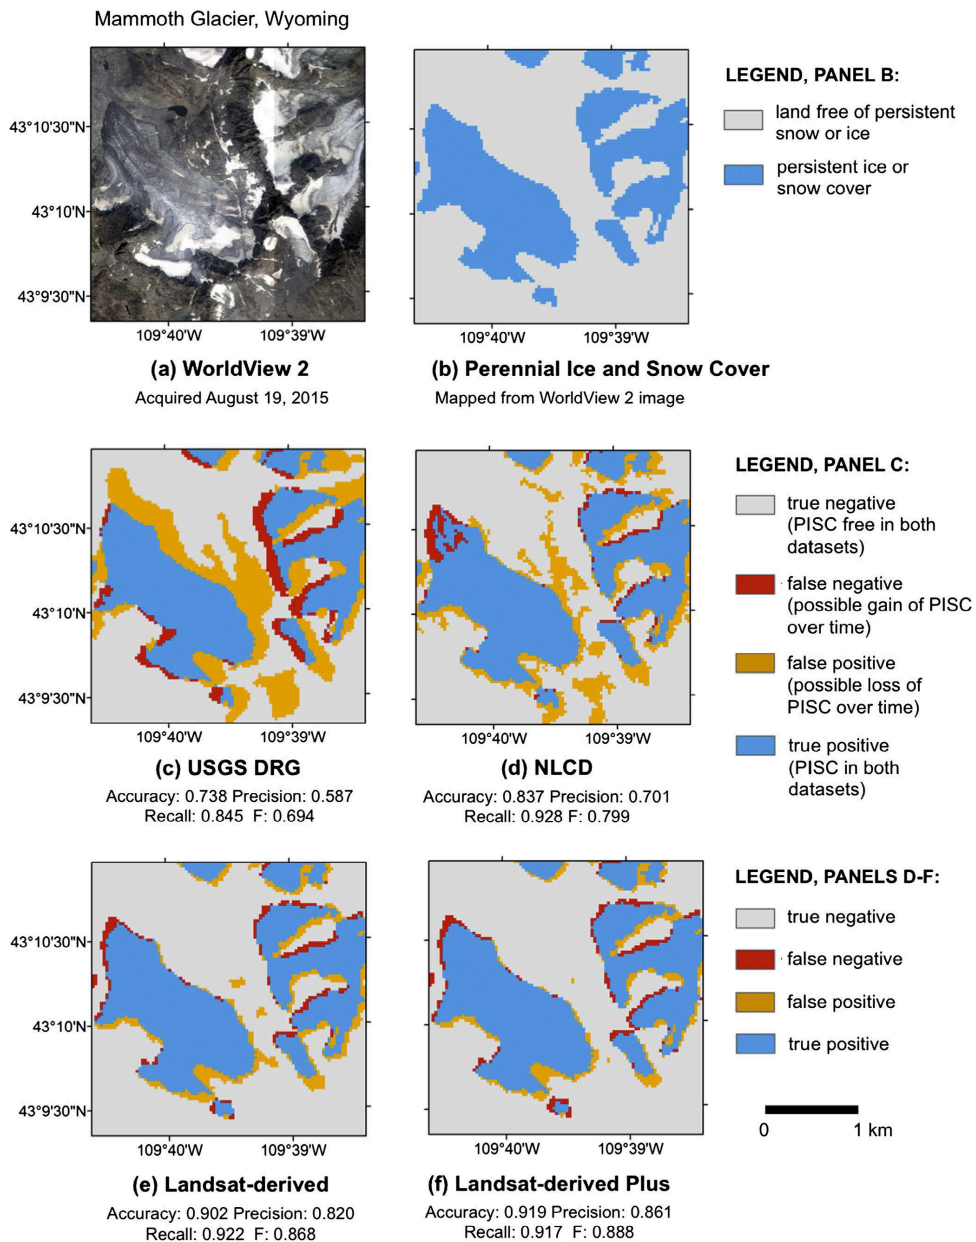 Mammoth Glacier, Wyoming
43°10'30"N
43°10'N
43°9'30"N
109°40'W 109°39'W
(a) WorldView 2
Acquired August 19, 2015
109°40'W 109°39'W
(b) Perennial Ice and Snow Cover
Mapped from WorldView 2 image
LEGEND, PANEL B:
land free of persistent
snow or ice
persistent ice or
snow cover
43°10'30"N
43°10'N
43°9'30"N
109°40'W 109°39'W
(c) USGS DRG
Accuracy: 0.738 Precision: 0.587
Recall: 0.845 F: 0.694
109°40'W 109°39'W
(d) NLCD
Accuracy: 0.837 Precision: 0.701
Recall: 0.928 F: 0.799
LEGEND, PANEL C:
true negative
(PISC free in both
datasets)
false negative
(possible gain of PISC
over time)
false positive
(possible loss of
PISC over time)
true positive
(PISC in both
datasets)
43°10'30"N
43°10'N
43°9'30"N
109°40'W 109°39'W
(e) Landsat-derived
Accuracy: 0.902 Precision: 0.820
Recall: 0.922 F: 0.868
109°40'W 109°39'W
(f) Landsat-derived Plus
Accuracy: 0.919 Precision: 0.861
Recall: 0.917 F: 0.888
LEGEND, PANELS D-F:
true negative
false negative
false positive
true positive
0 1 km